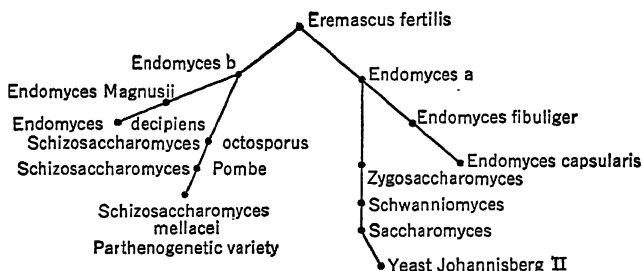 Eremascus fertilis
Endomyces b
Endomyces a
Endomyces Magnusii
Endomyces decipiens
Endomyces fibuliger
Schizosaccharomyces octosporus
Endomyces capsularis
Schizosaccharomyces Pombe
Zygosaccharomyces
Schizosaccharomyces
mellacei
Parthenogenetic variety
Schwanniomyces
Saccharomyces
Yeast Johannisberg II